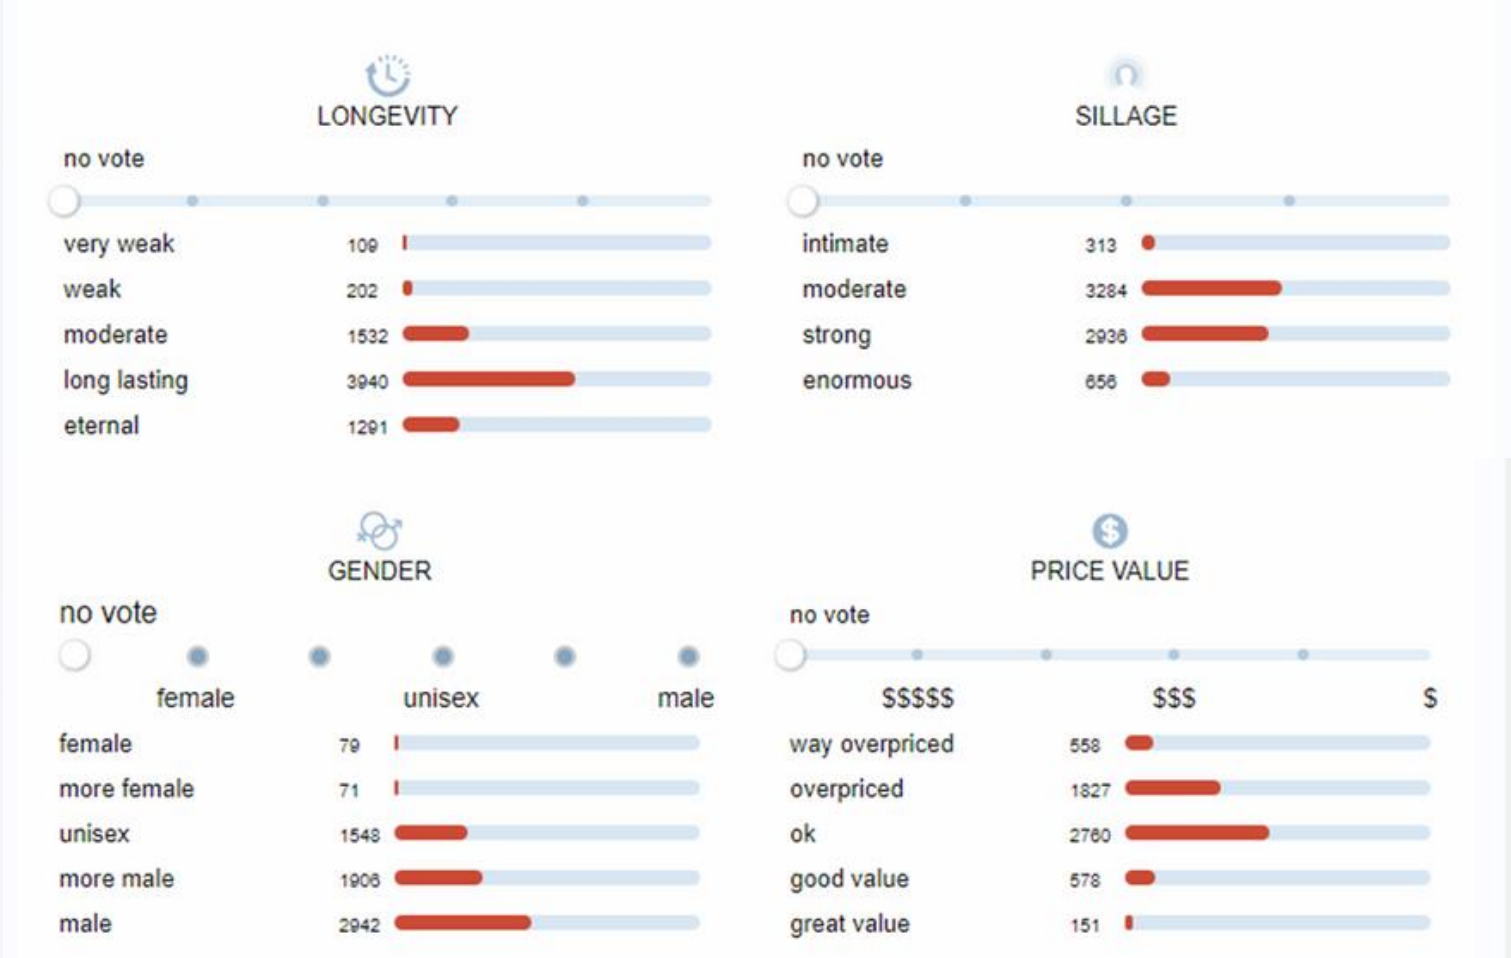 LONGEVITY
no vote
very weak 109
weak 202
moderate 1532
long lasting 3940
eternal 1291
SILLAGE
no vote
intimate 313
moderate 3284
strong 2936
enormous 656
GENDER
no vote
female unisex male
female 79
more female 71
unisex 1548
more male 1906
male 2942
PRICE VALUE
no vote
$$$$$ $$$ $
way overpriced 558
overpriced 1827
ok 2760
good value 578
great value 151